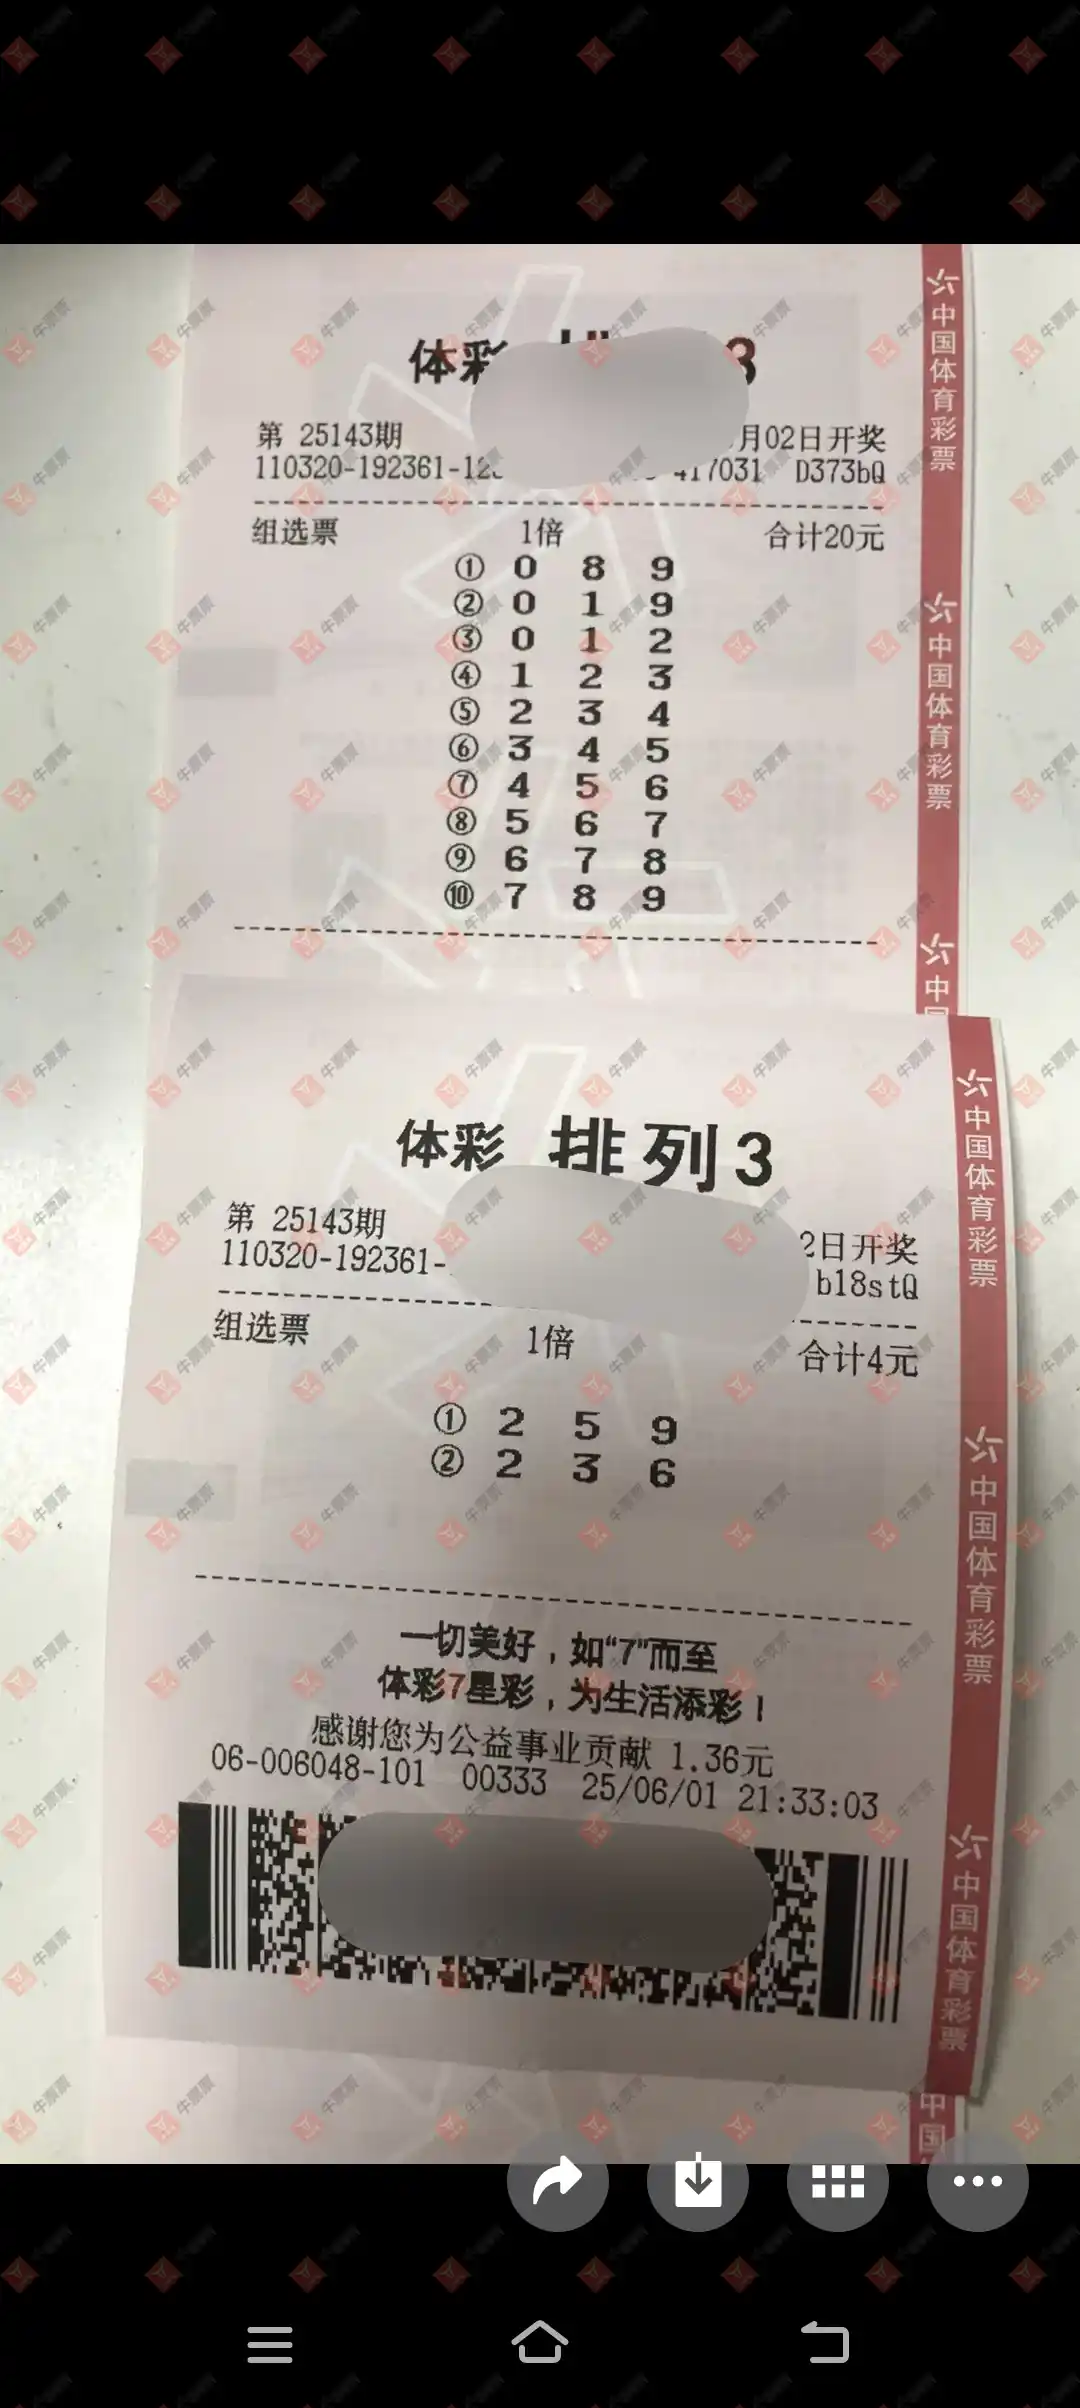 体彩 3
第 25143期 月02日开奖
110320-192361- 417031 D373bQ
组选票 1倍 合计20元
① 0 8 9
② 0 1 9
③ 0 1 2
④ 1 2 3
⑤ 2 3 4
⑥ 3 4 5
⑦ 4 5 6
⑧ 5 6 7
⑨ 6 7 8
⑩ 7 8 9
中国体育彩票
中国体育彩票
中国
体彩 排列3
第 25143期 2日开奖
110320-192361- b18stQ
组选票 1倍 合计4元
① 2 5 9
② 2 3 6
一切美好，如“7”而至
体彩7星彩，为生活添彩！
感谢您为公益事业贡献 1.36元
06-006048-101 00333 25/06/01 21:33:03
中国体育彩票
中国体育彩票
中国体育彩票
中国
牛票票